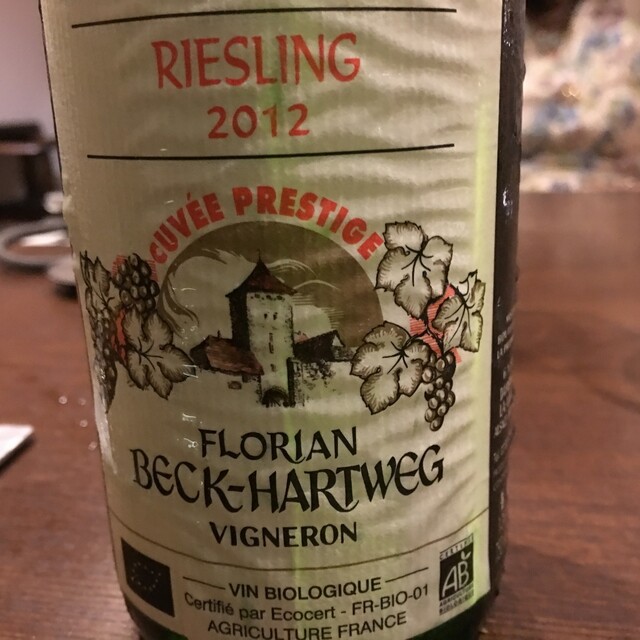 RIESLING
2012
CUVÉE PRESTIGE
FLORIAN
BECK-HARTWEG
VIGNERON
VIN BIOLOGIQUE
Certifié par Ecocert - FR-BIO-01
AGRICULTURE FRANCE
AB